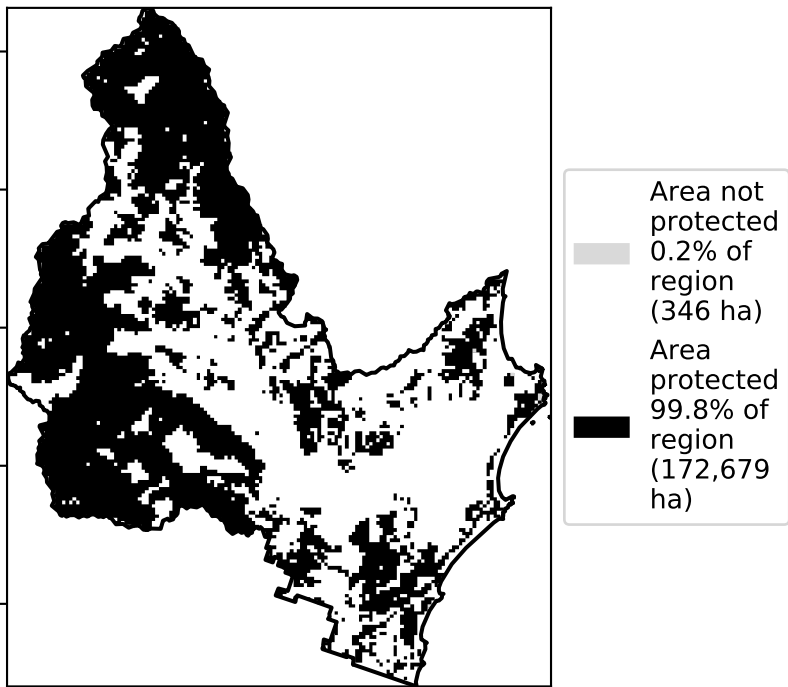 Area not
protected
0.2% of
region
(346 ha)
Area
protected
99.8% of
region
(172,679
ha)